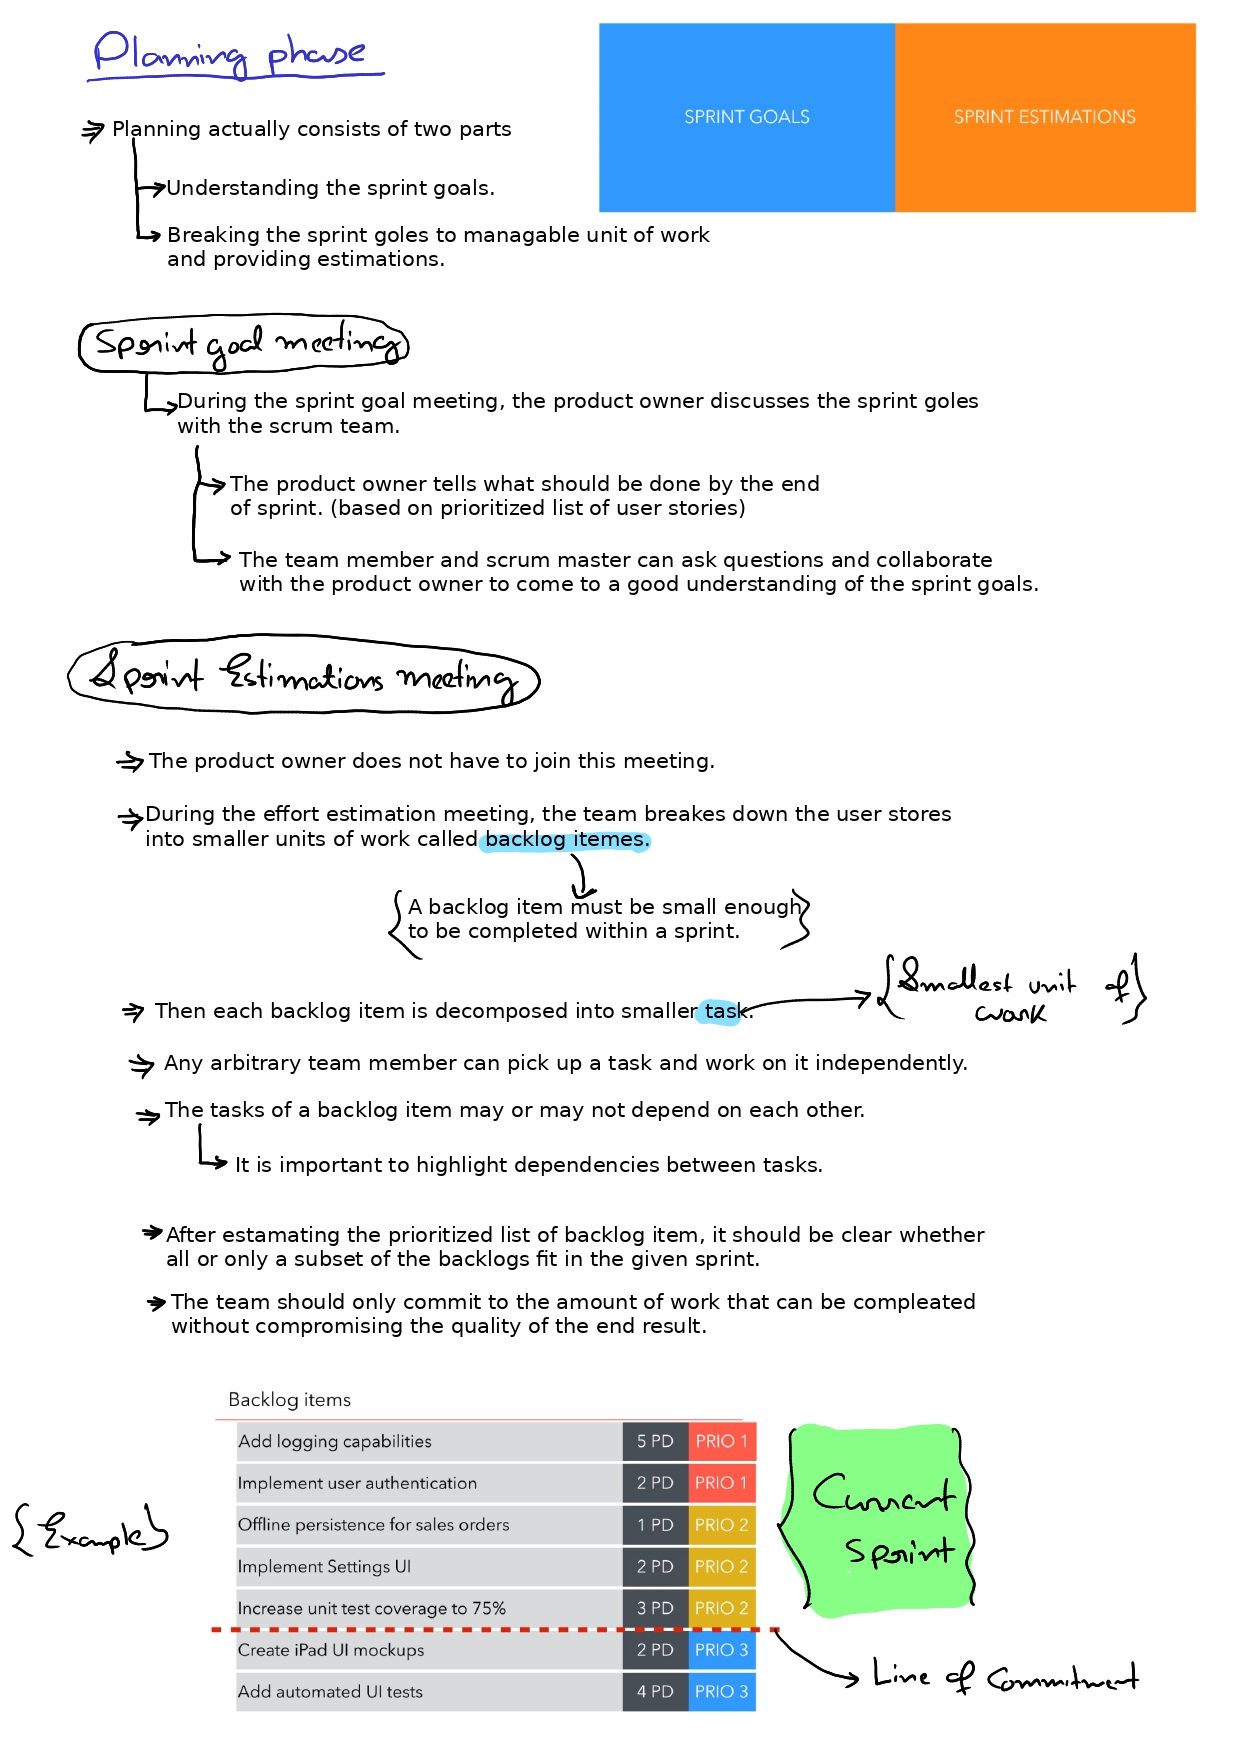 Planning phase
SPRINT GOALS
SPRINT ESTIMATIONS
Planning actually consists of two parts
Understanding the sprint goals.
Breaking the sprint goles to managable unit of work
and providing estimations.
Sprint goal meeting
During the sprint goal meeting, the product owner discusses the sprint goles
with the scrum team.
The product owner tells what should be done by the end
of sprint. (based on prioritized list of user stories)
The team member and scrum master can ask questions and collaborate
with the product owner to come to a good understanding of the sprint goals.
Sprint Estimations meeting
The product owner does not have to join this meeting.
During the effort estimation meeting, the team breakes down the user stores
into smaller units of work called backlog itemes.
A backlog item must be small enough
to be completed within a sprint.
Then each backlog item is decomposed into smaller task.
{Smallest unit of
work}
Any arbitrary team member can pick up a task and work on it independently.
The tasks of a backlog item may or may not depend on each other.
It is important to highlight dependencies between tasks.
After estamating the prioritized list of backlog item, it should be clear whether
all or only a subset of the backlogs fit in the given sprint.
The team should only commit to the amount of work that can be compleated
without compromising the quality of the end result.
Backlog items
Add logging capabilities 5 PD PRIO 1
Implement user authentication 2 PD PRIO 1
Offline persistence for sales orders 1 PD PRIO 2
Implement Settings UI 2 PD PRIO 2
Increase unit test coverage to 75% 3 PD PRIO 2
Create iPad UI mockups 2 PD PRIO 3
Add automated UI tests 4 PD PRIO 3
{Example}
Current
Sprint
Line of Commitment